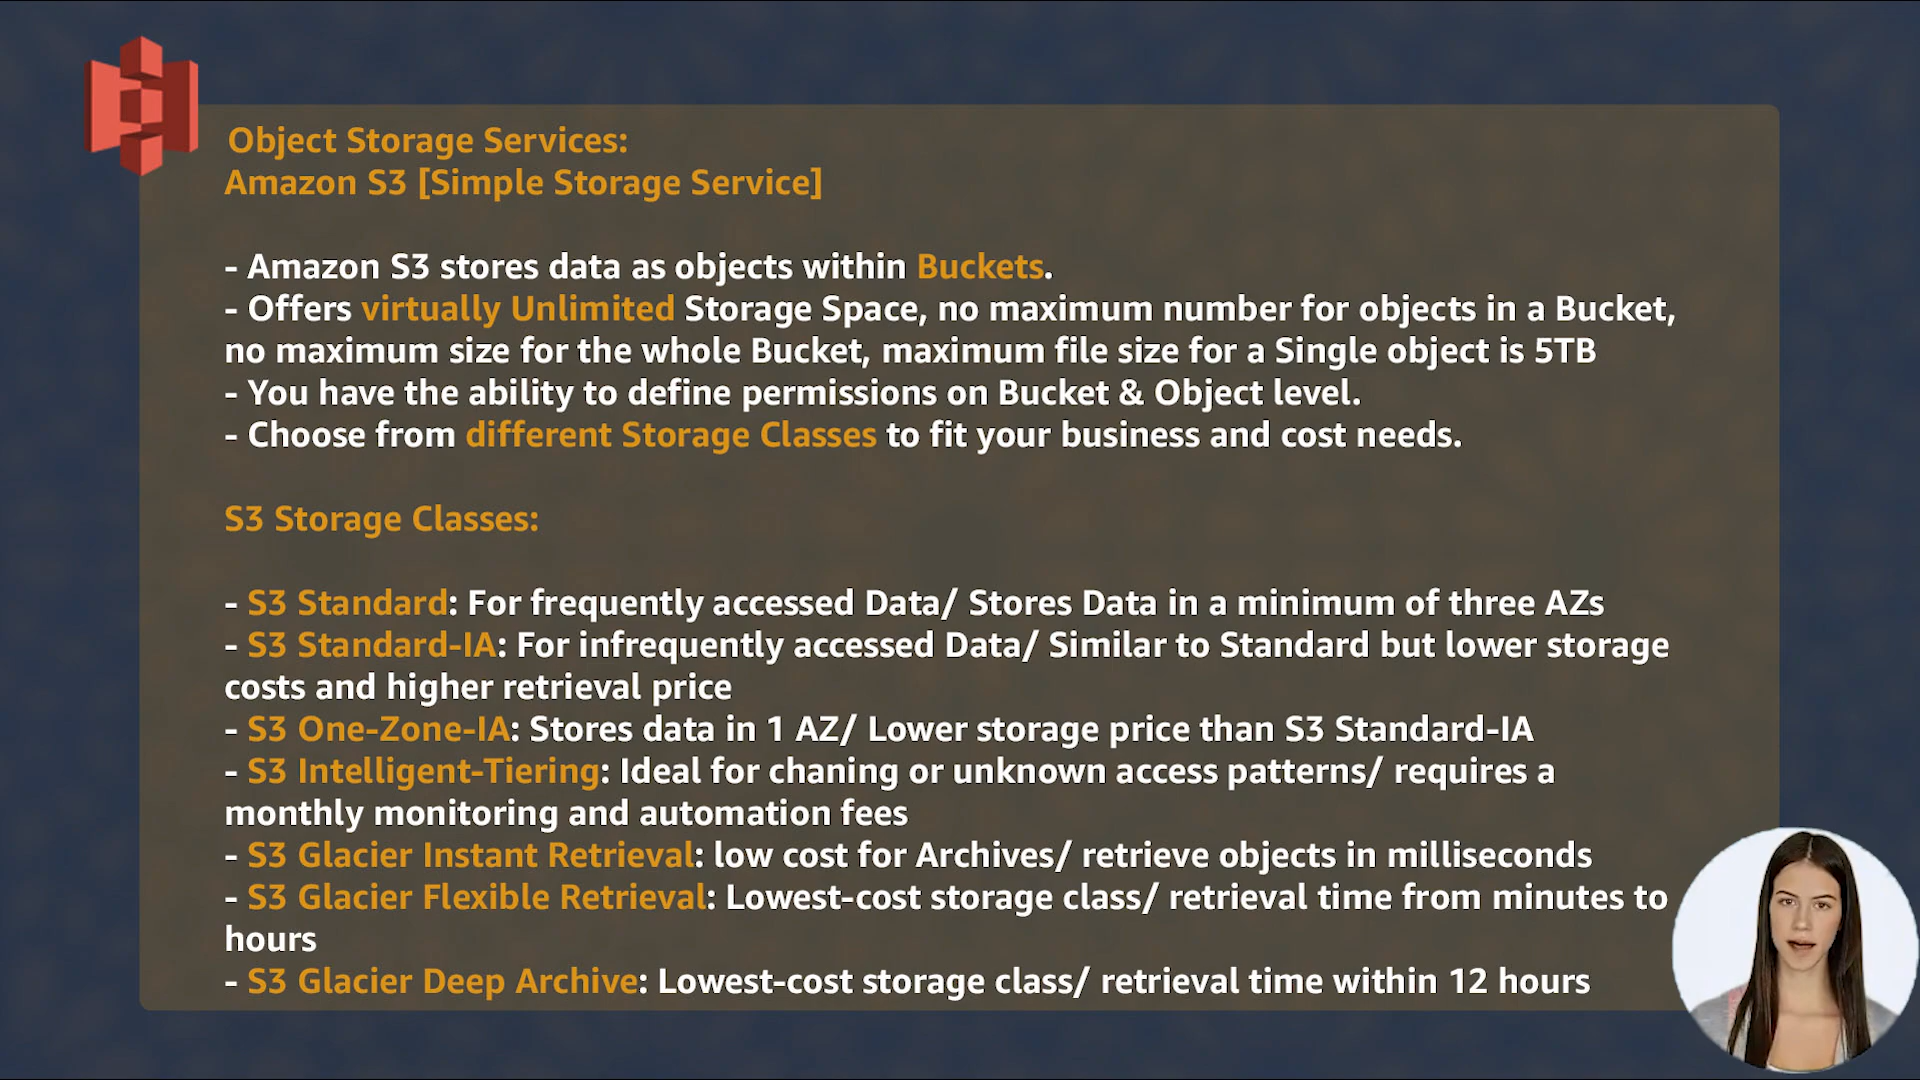 Object Storage Services:
Amazon S3 [Simple Storage Service]
- Amazon S3 stores data as objects within Buckets.
- Offers virtually Unlimited Storage Space, no maximum number for objects in a Bucket,
no maximum size for the whole Bucket, maximum file size for a Single object is 5TB
- You have the ability to define permissions on Bucket & Object level.
- Choose from different Storage Classes to fit your business and cost needs.
S3 Storage Classes:
- S3 Standard: For frequently accessed Data/ Stores Data in a minimum of three AZs
- S3 Standard-IA: For infrequently accessed Data/ Similar to Standard but lower storage
costs and higher retrieval price
- S3 One-Zone-IA: Stores data in 1 AZ/ Lower storage price than S3 Standard-IA
- S3 Intelligent-Tiering: Ideal for chaning or unknown access patterns/ requires a
monthly monitoring and automation fees
- S3 Glacier Instant Retrieval: low cost for Archives/ retrieve objects in milliseconds
- S3 Glacier Flexible Retrieval: Lowest-cost storage class/ retrieval time from minutes to
hours
- S3 Glacier Deep Archive: Lowest-cost storage class/ retrieval time within 12 hours